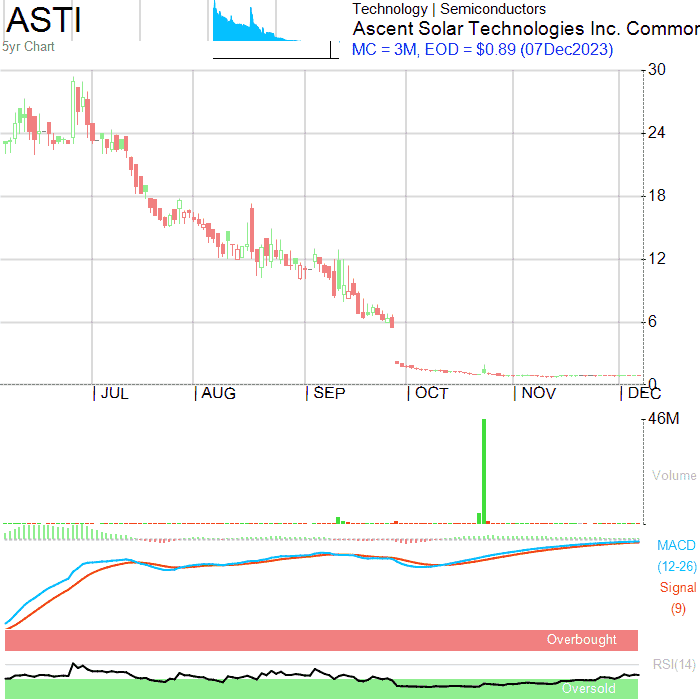 ASTI
5yr Chart
Technology | Semiconductors
Ascent Solar Technologies Inc. Common
MC = 3M, EOD = $0.89 (07Dec2023)
30
24
18
12
6
0
JUL AUG SEP OCT NOV DEC
46M
Volume
MACD
(12-26)
Signal
(9)
Overbought
RSI(14)
Oversold